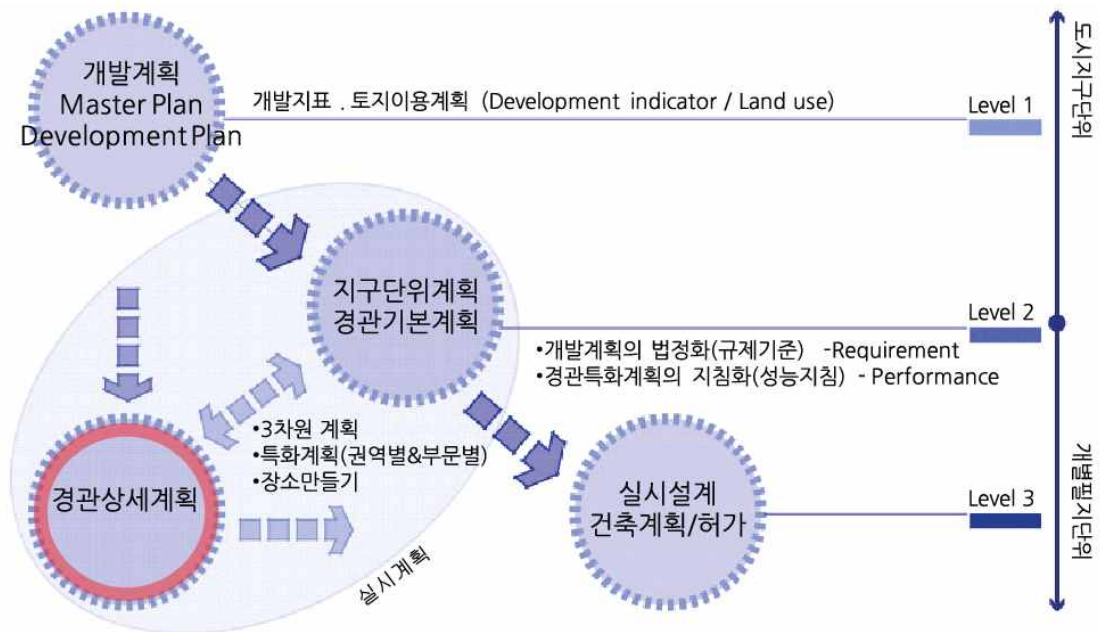 개발계획
Master Plan
Development Plan
개발지표 . 토지이용계획 (Development indicator / Land use)
Level 1
도시지구단위
지구단위계획
경관기본계획
Level 2
•개발계획의 법정화(규제기준) -Requirement
•경관특화계획의 지침화(성능지침) - Performance
•3차원 계획
•특화계획(권역별&부문별)
•장소만들기
경관상세계획
실시계획
실시설계
건축계획/허가
Level 3
개별필지단위